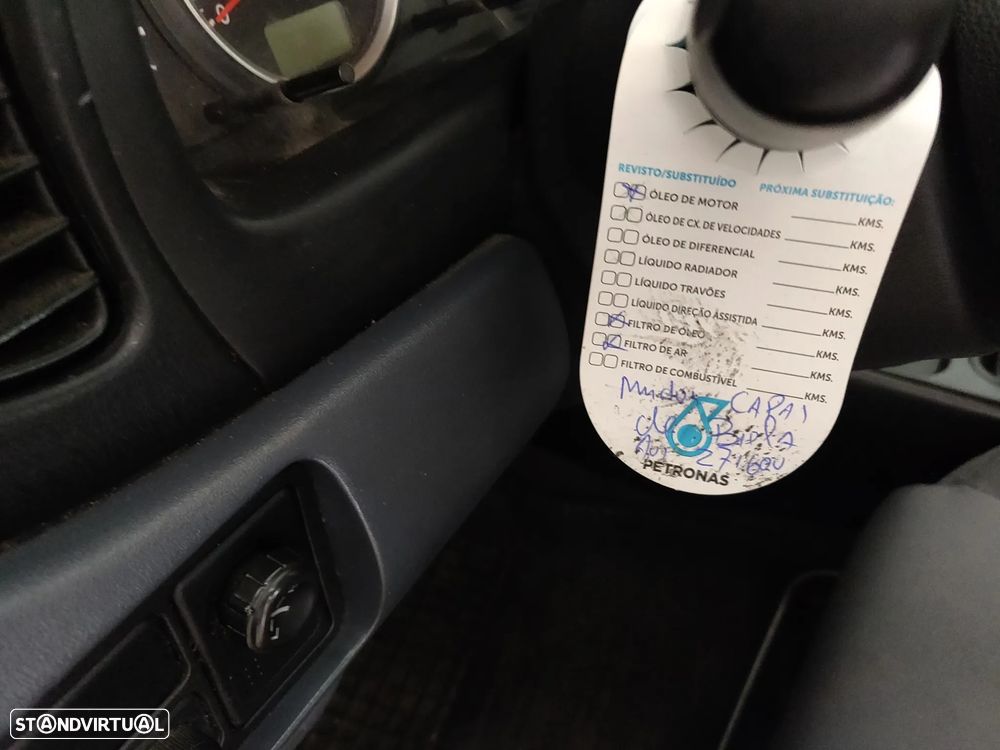 REVISTO/SUBSTITUÍDO PRÓXIMA SUBSTITUIÇÃO:
ÓLEO DE MOTOR KMS.
ÓLEO DE CX. DE VELOCIDADES KMS.
ÓLEO DE DIFERENCIAL KMS.
LÍQUIDO RADIADOR KMS.
LÍQUIDO TRAVÕES KMS.
LÍQUIDO DIREÇÃO ASSISTIDA KMS.
FILTRO DE ÓLEO KMS.
FILTRO DE AR KMS.
FILTRO DE COMBUSTÍVEL KMS.
de
PETRONAS
STANDVIRTUAL